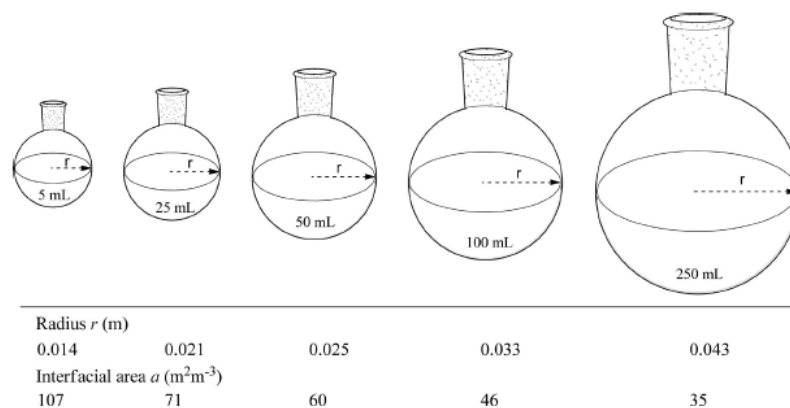 r r r r r
5 mL 25 mL 50 mL 100 mL 250 mL
Radius r (m)
0.014 0.021 0.025 0.033 0.043
Interfacial area a (m²m⁻³)
107 71 60 46 35